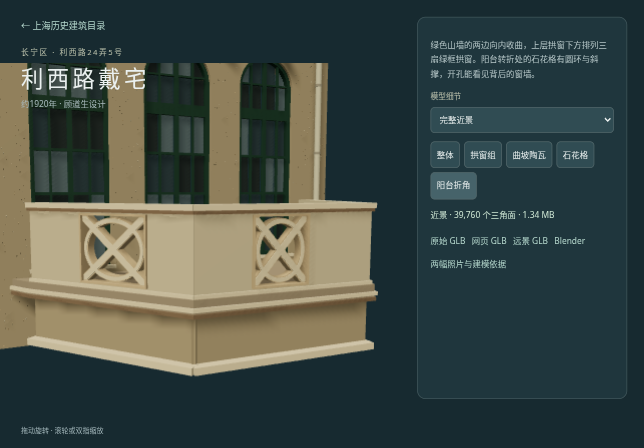 ← 上海历史建筑目录
长宁区 · 利西路24弄5号
利西路戴宅
约1920年 · 顾道生设计
绿色山墙的两边向内收曲，上层拱窗下方排列三
扇绿框拱窗。阳台转折处的石花格有圆环与斜
撑，开孔能看见背后的窗墙。
模型细节
完整近景
整体 拱窗组 曲坡陶瓦 石花格
阳台折角
近景 · 39,760 个三角面 · 1.34 MB
原始 GLB 网页 GLB 远景 GLB Blender
两幅照片与建模依据
拖动旋转 · 滚轮或双指缩放